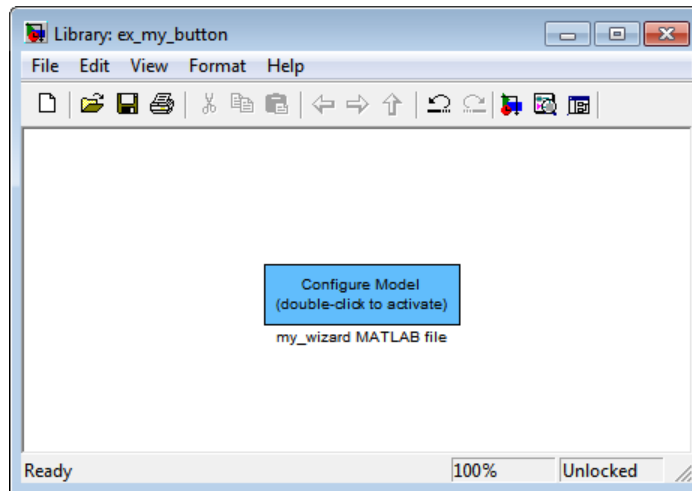 Library: ex_my_button
File Edit View Format Help
Configure Model
(double-click to activate)
my_wizard MATLAB file
Ready 100% Unlocked